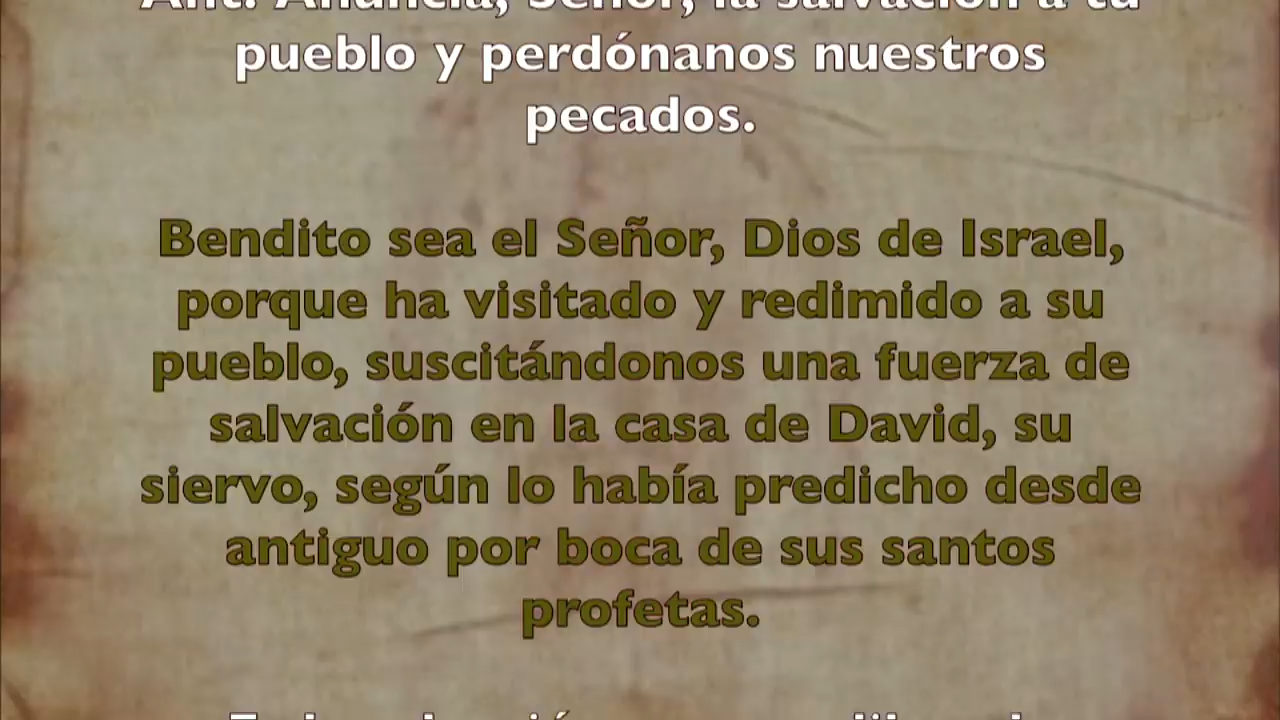 Ant. Anuncia, Señor, la salvación a tu
pueblo y perdónanos nuestros
pecados.
Bendito sea el Señor, Dios de Israel,
porque ha visitado y redimido a su
pueblo, suscitándonos una fuerza de
salvación en la casa de David, su
siervo, según lo había predicho desde
antiguo por boca de sus santos
profetas.